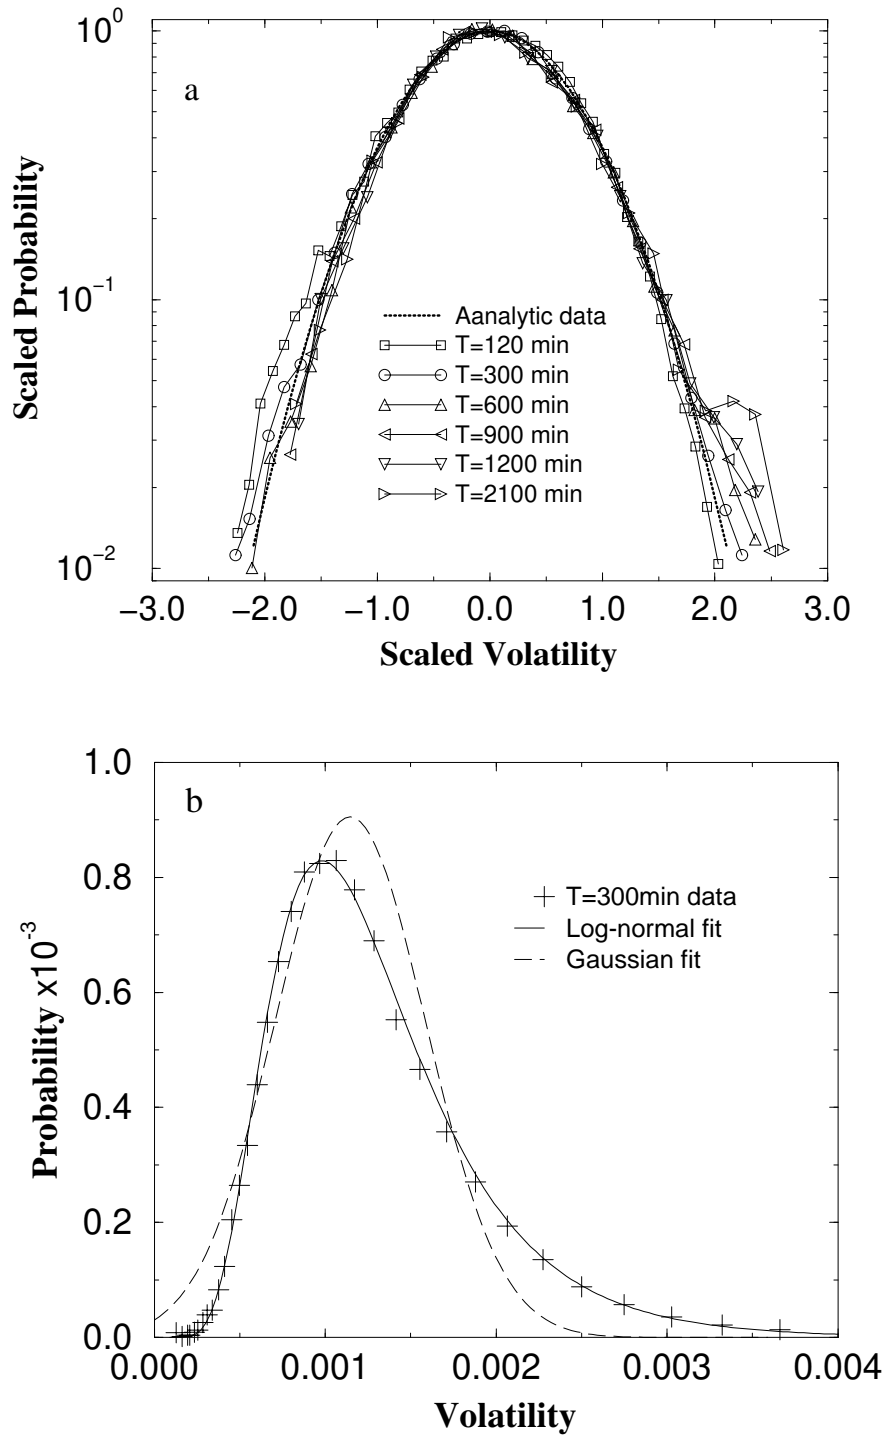 10^0
a
Scaled Probability
10^-1
Aanalytic data
T=120 min
T=300 min
T=600 min
T=900 min
T=1200 min
T=2100 min
10^-2
−3.0 −2.0 −1.0 0.0 1.0 2.0 3.0
Scaled Volatility
1.0
b
0.8
T=300min data
Log-normal fit
Gaussian fit
Probability x10^-3
0.6
0.4
0.2
0.0
0.000 0.001 0.002 0.003 0.004
Volatility